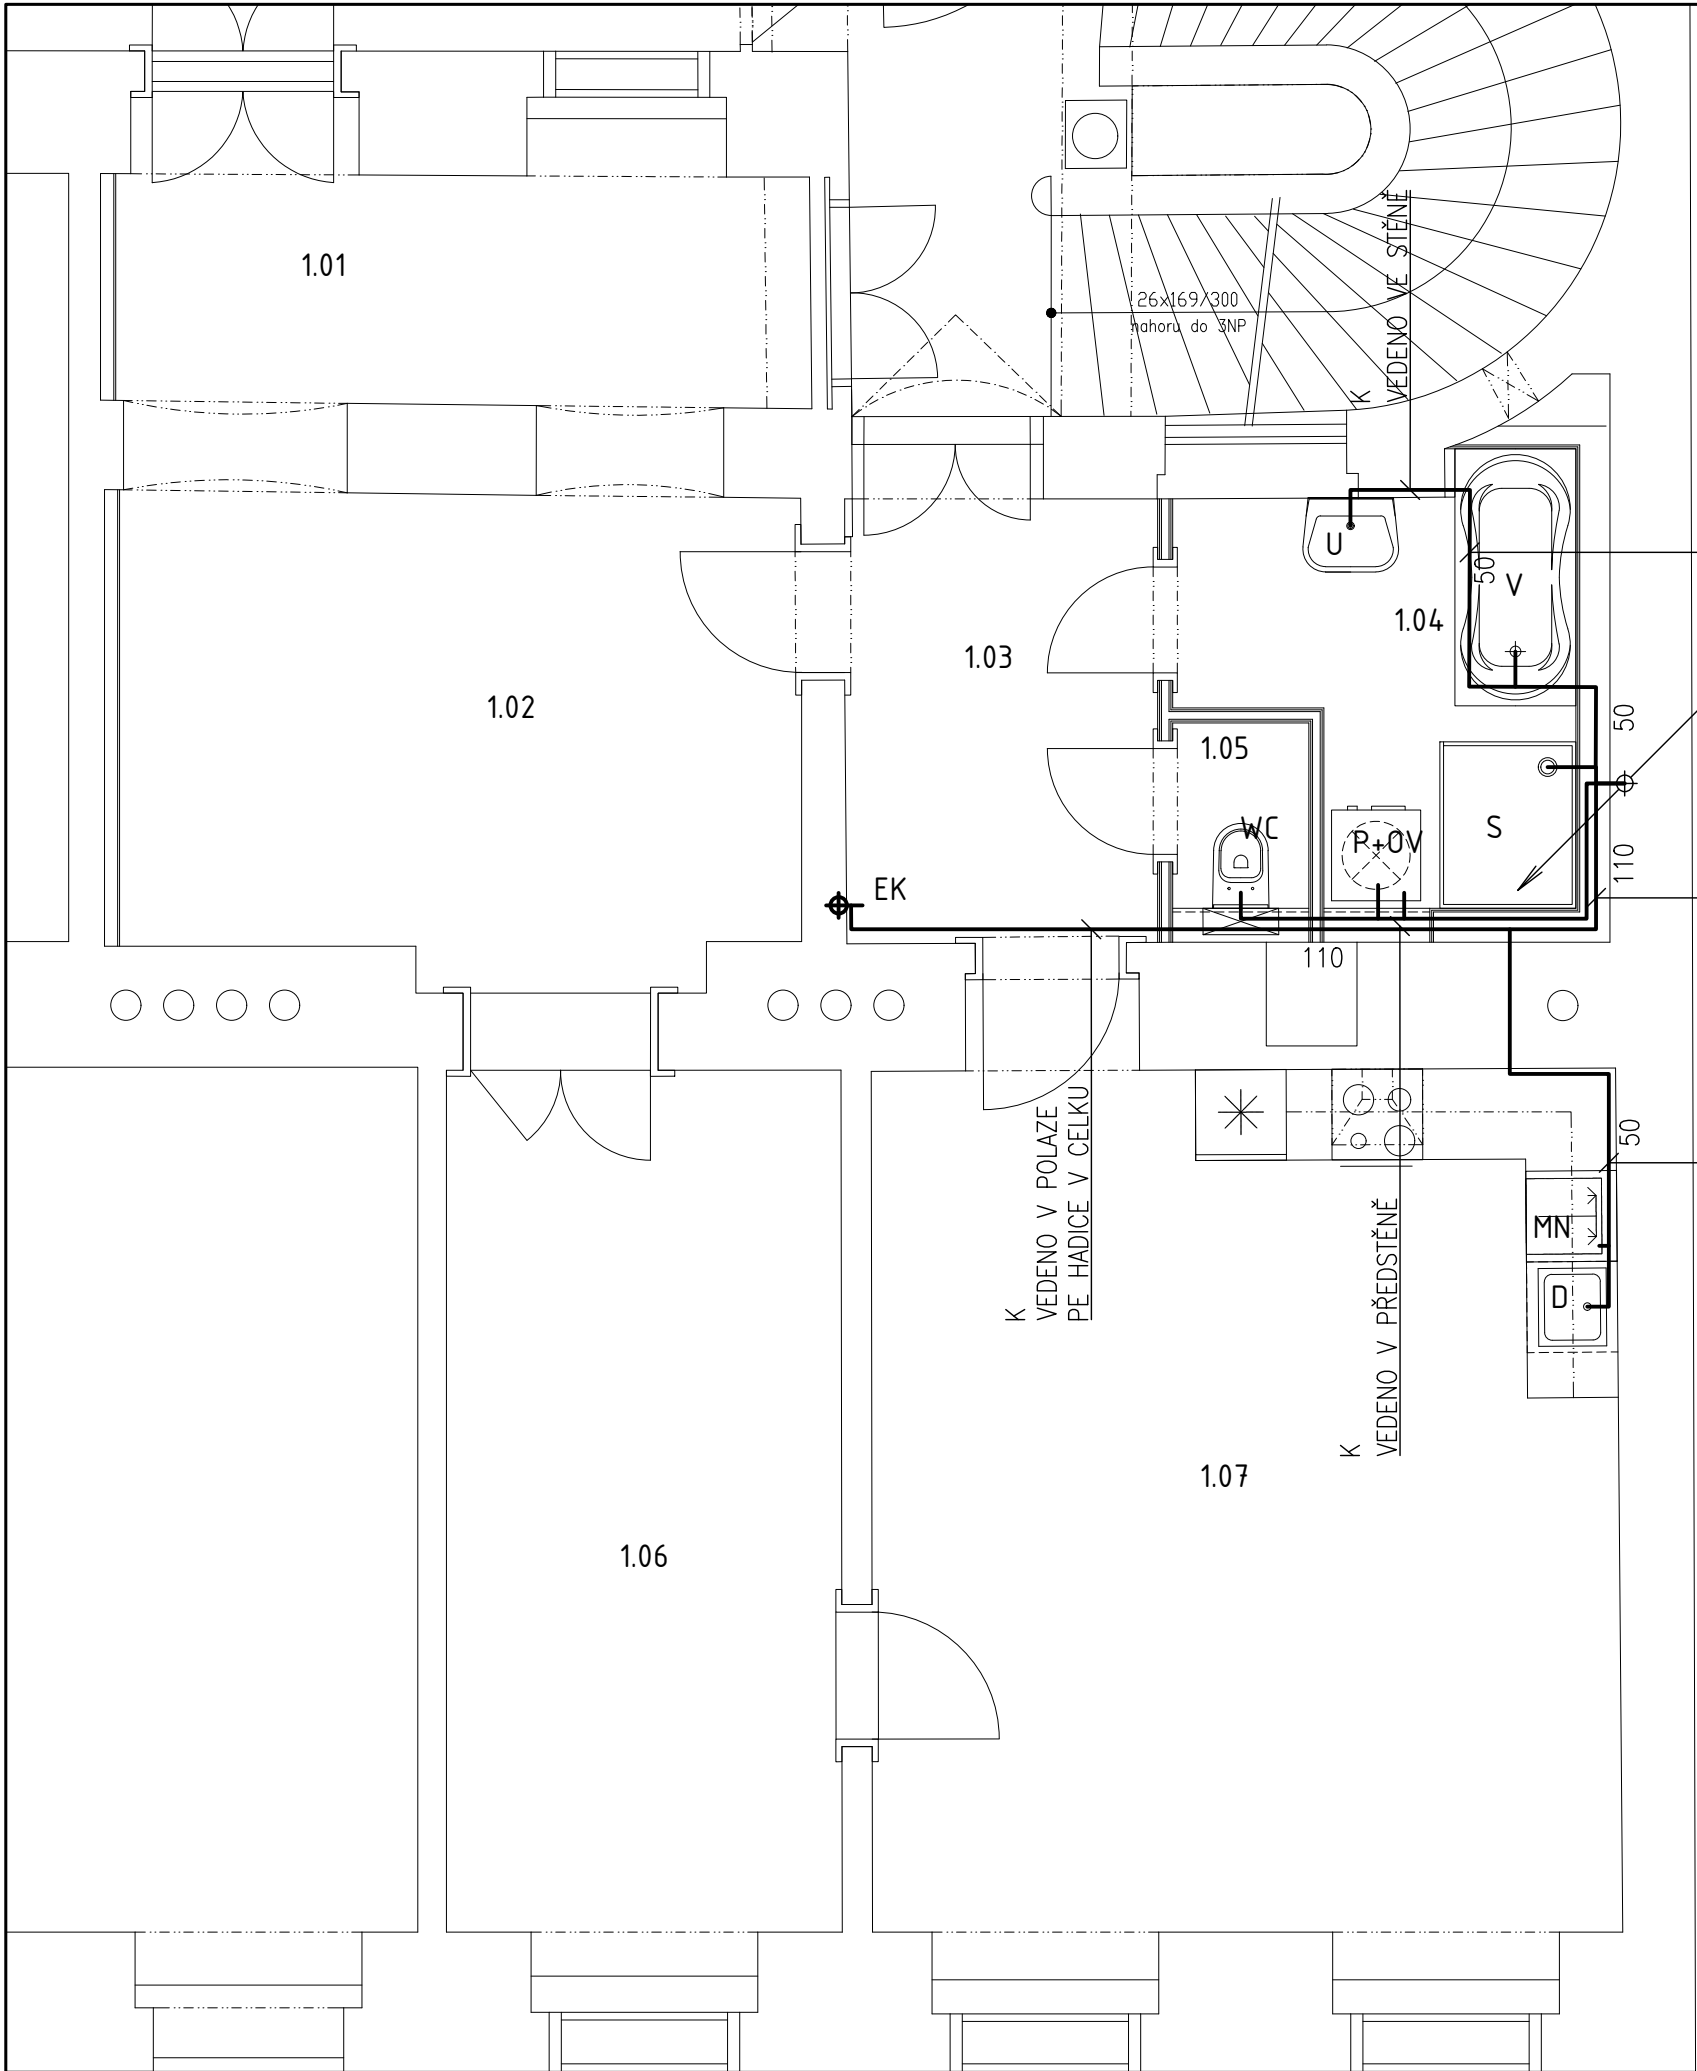 1.01
26x169/300
nahoru do 3NP
K
VEDENO VE STĚNĚ
U
50
V
1.04
1.03
1.02
50
1.05
WC
P+OV
S
110
EK
110
K
VEDENO V POLAZE
PE HADICE V CELKU
50
MN
D
K
VEDENO V PŘEDSTĚNĚ
1.07
1.06